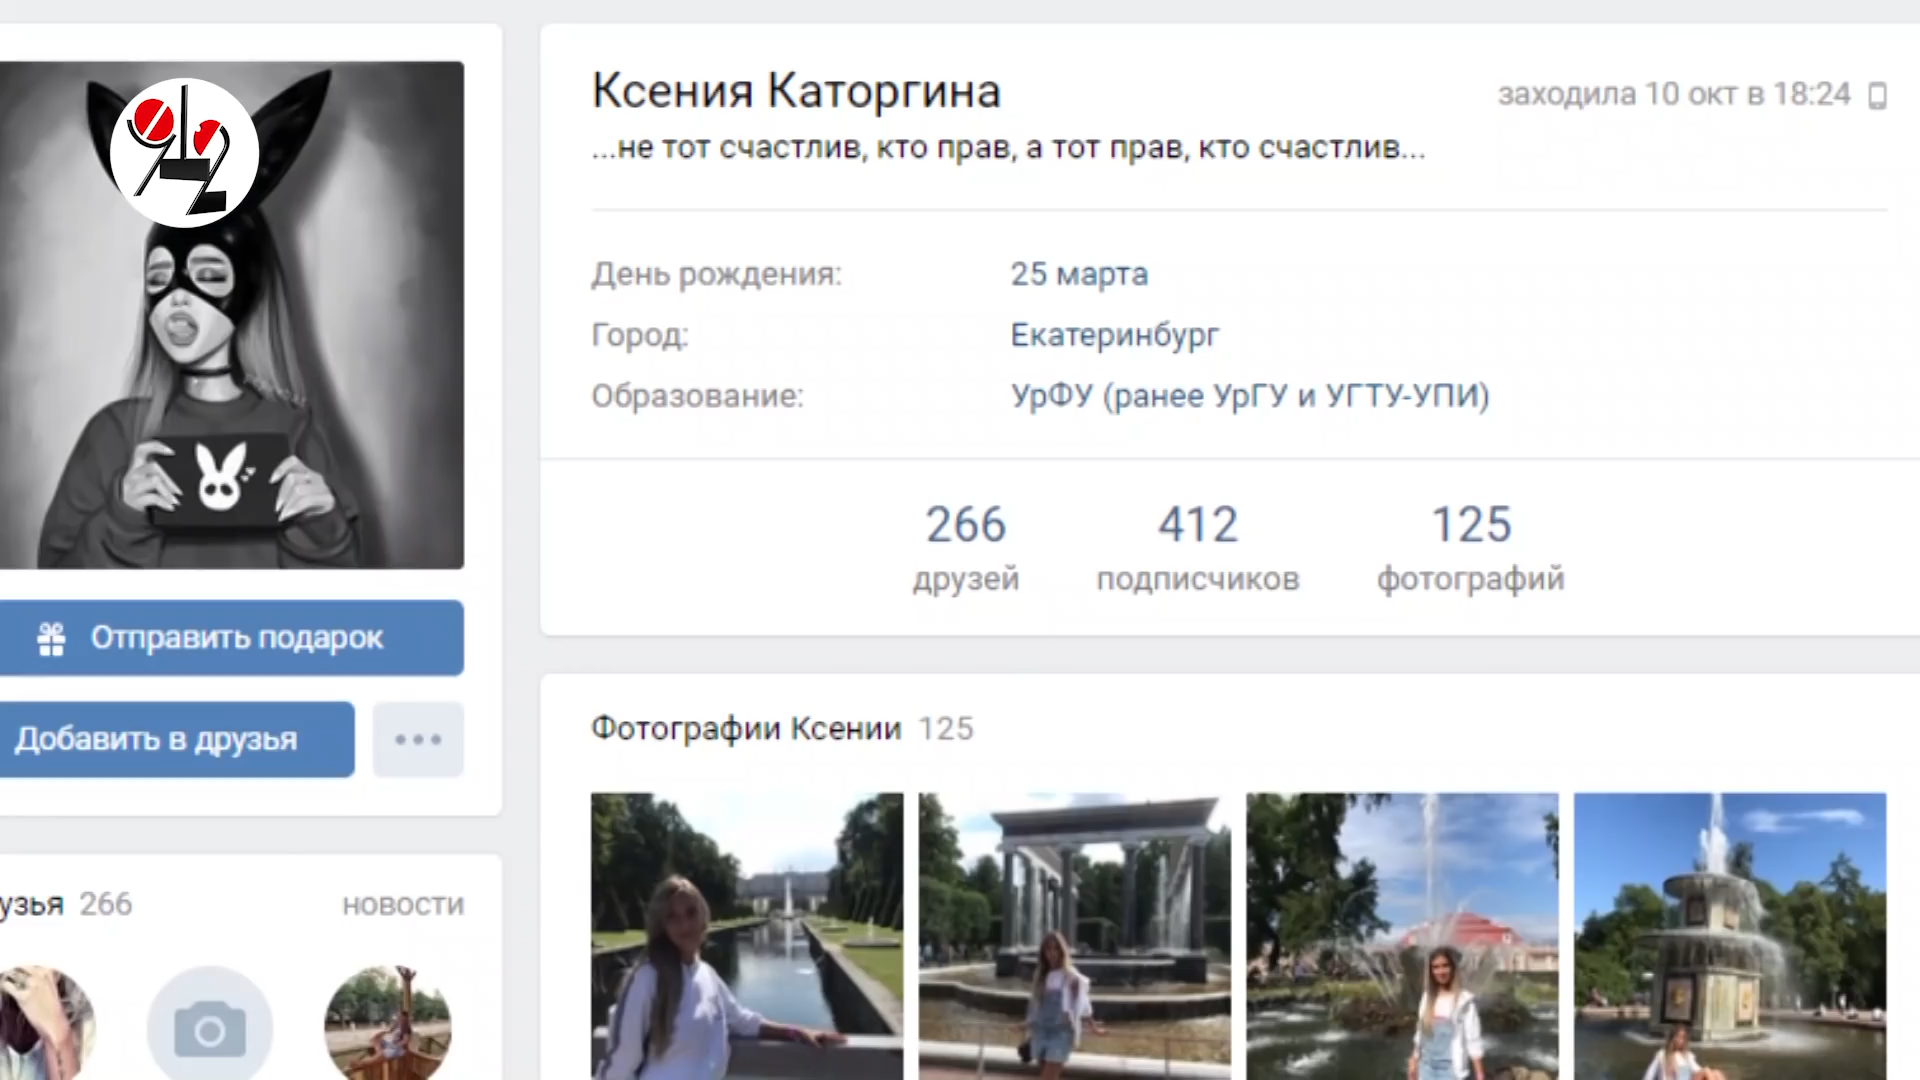 Ксения Каторгина
заходила 10 окт в 18:24
...не тот счастлив, кто прав, а тот прав, кто счастлив...
День рождения: 25 марта
Город: Екатеринбург
Образование: УрФУ (ранее УрГУ и УГТУ-УПИ)
266 412 125
друзей подписчиков фотографий
Отправить подарок
Добавить в друзья
Фотографии Ксении 125
узья 266 новости